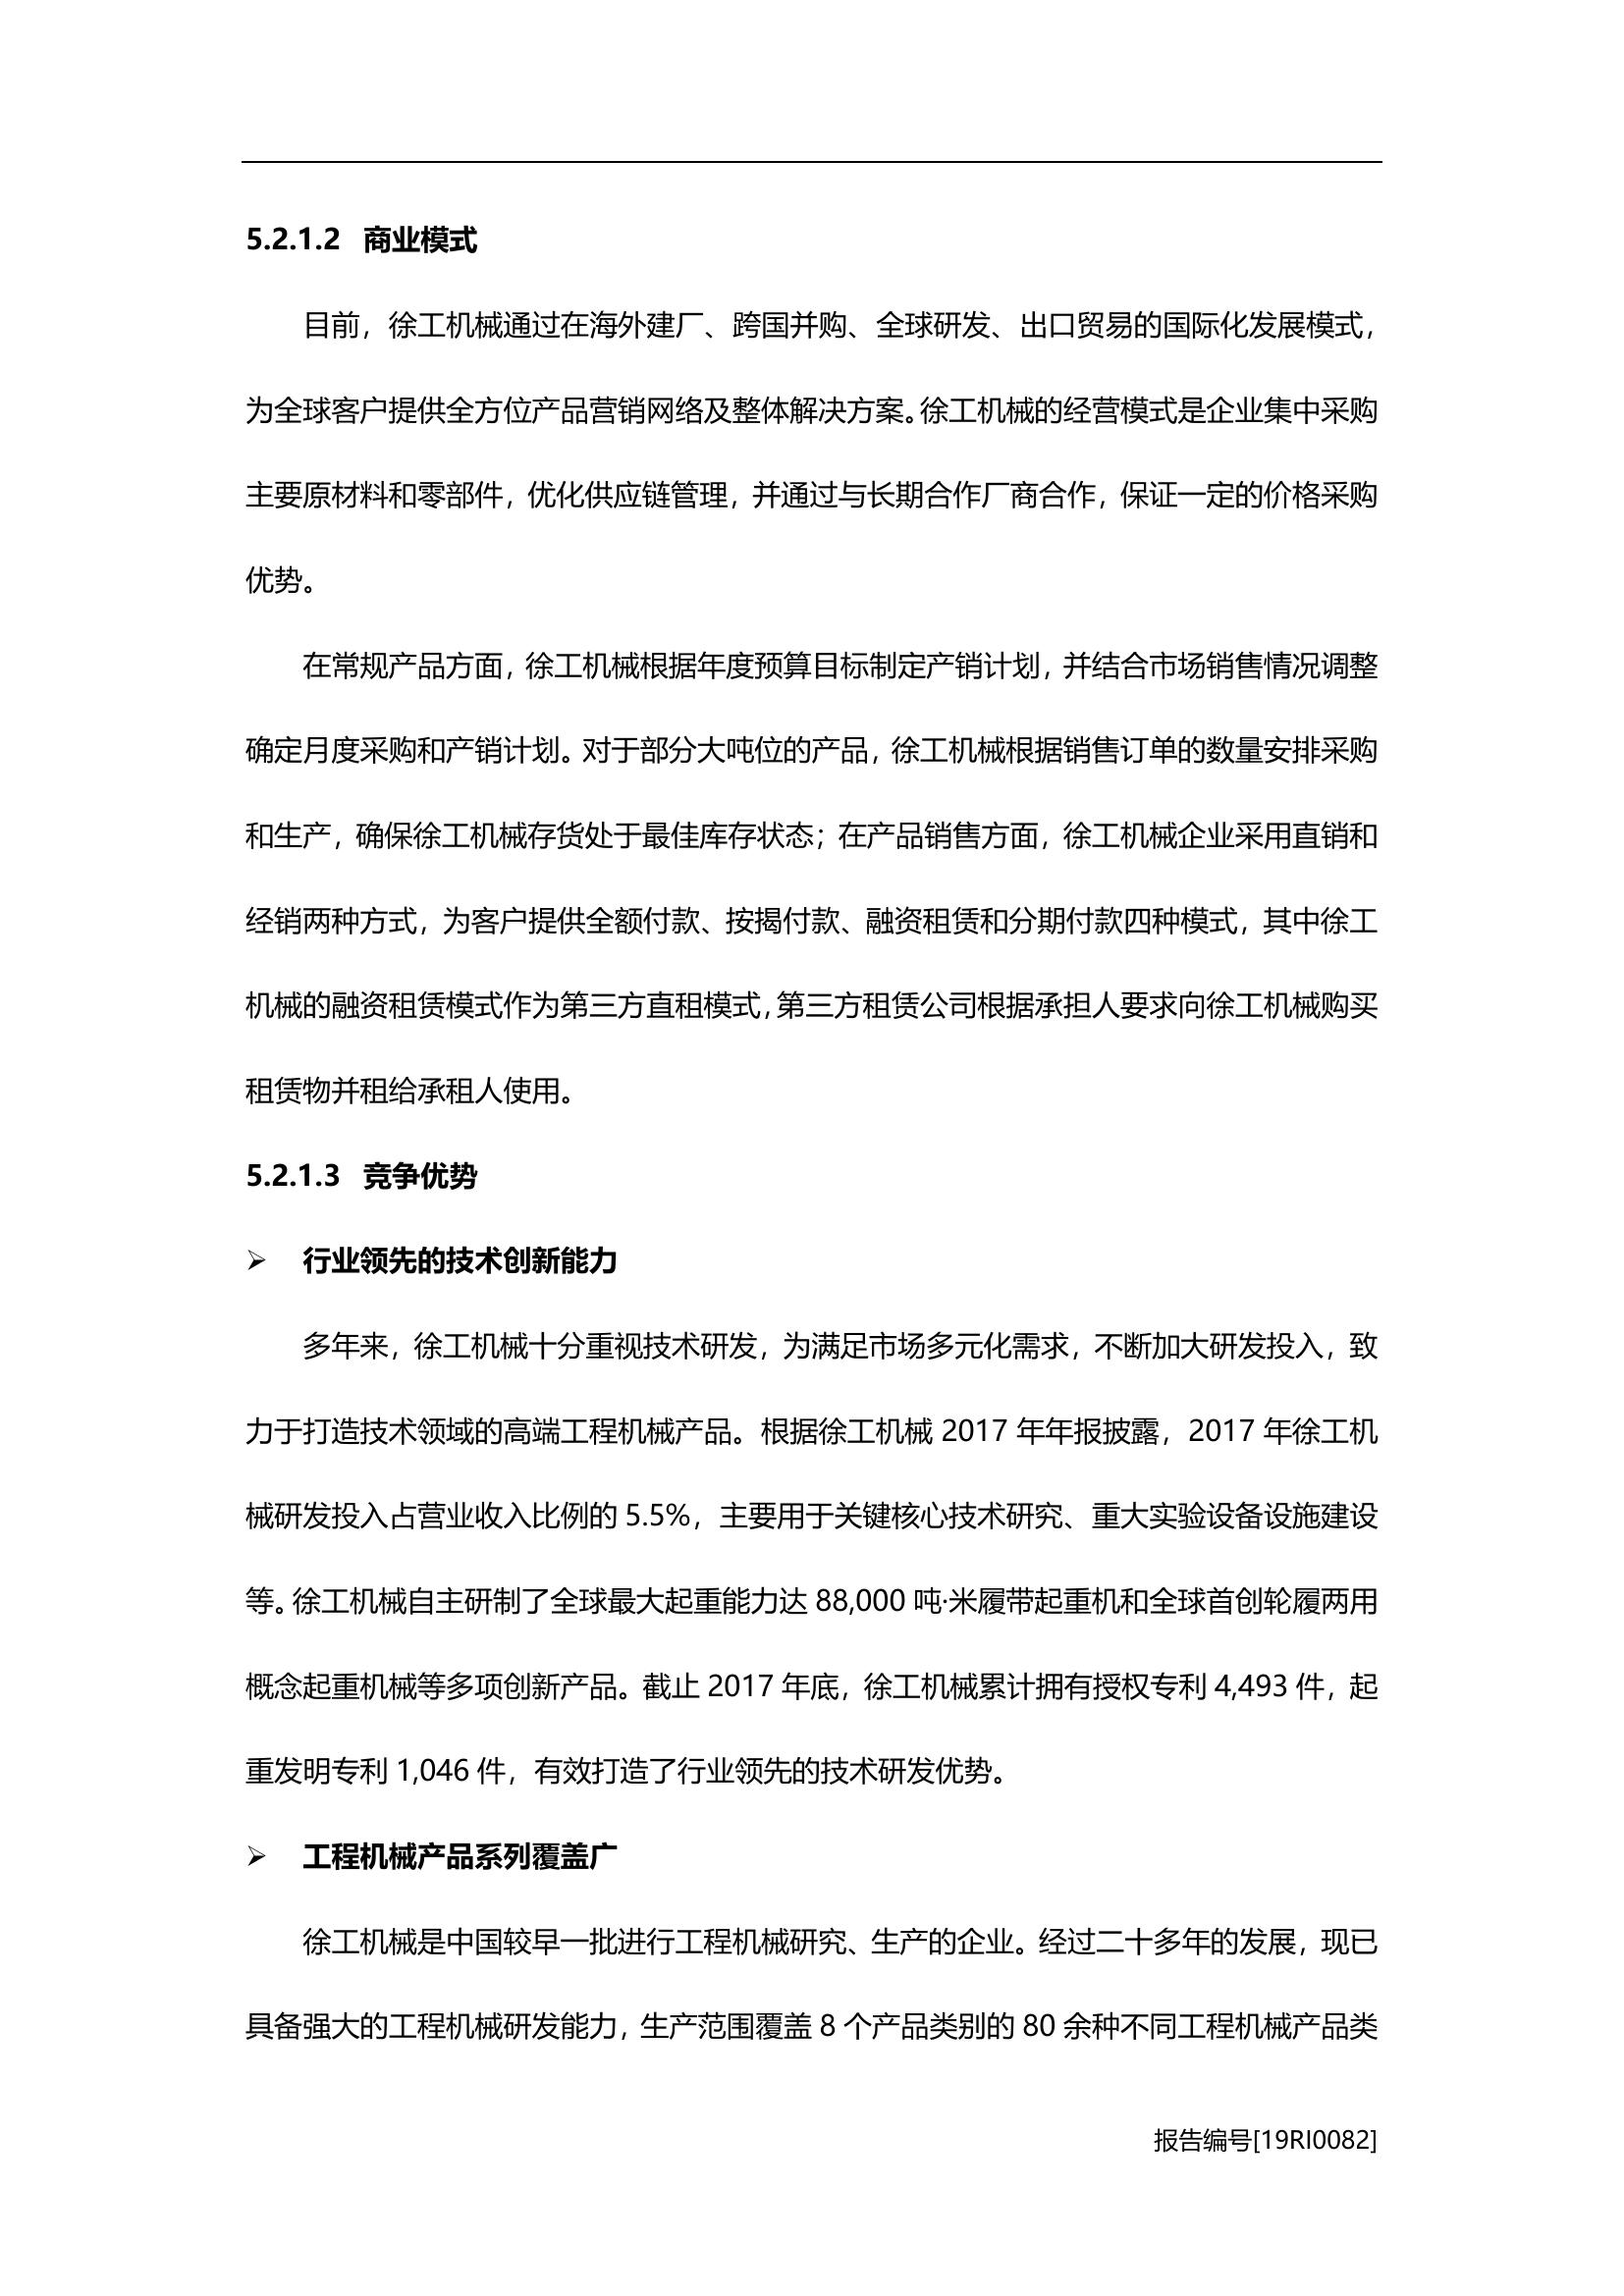 5.2.1.2 商业模式
目前，徐工机械通过在海外建厂、跨国并购、全球研发、出口贸易的国际化发展模式，
为全球客户提供全方位产品营销网络及整体解决方案。徐工机械的经营模式是企业集中采购
主要原材料和零部件，优化供应链管理，并通过与长期合作厂商合作，保证一定的价格采购
优势。
在常规产品方面，徐工机械根据年度预算目标制定产销计划，并结合市场销售情况调整
确定月度采购和产销计划。对于部分大吨位的产品，徐工机械根据销售订单的数量安排采购
和生产，确保徐工机械存货处于最佳库存状态；在产品销售方面，徐工机械企业采用直销和
经销两种方式，为客户提供全额付款、按揭付款、融资租赁和分期付款四种模式，其中徐工
机械的融资租赁模式作为第三方直租模式，第三方租赁公司根据承担人要求向徐工机械购买
租赁物并租给承租人使用。
5.2.1.3 竞争优势
➢ 行业领先的技术创新能力
多年来，徐工机械十分重视技术研发，为满足市场多元化需求，不断加大研发投入，致
力于打造技术领域的高端工程机械产品。根据徐工机械 2017 年年报披露，2017 年徐工机
械研发投入占营业收入比例的 5.5%，主要用于关键核心技术研究、重大实验设备设施建设
等。徐工机械自主研制了全球最大起重能力达 88,000 吨·米履带起重机和全球首创轮履两用
概念起重机械等多项创新产品。截止 2017 年底，徐工机械累计拥有授权专利 4,493 件，起
重发明专利 1,046 件，有效打造了行业领先的技术研发优势。
➢ 工程机械产品系列覆盖广
徐工机械是中国较早一批进行工程机械研究、生产的企业。经过二十多年的发展，现已
具备强大的工程机械研发能力，生产范围覆盖 8 个产品类别的 80 余种不同工程机械产品类
报告编号[19RI0082]